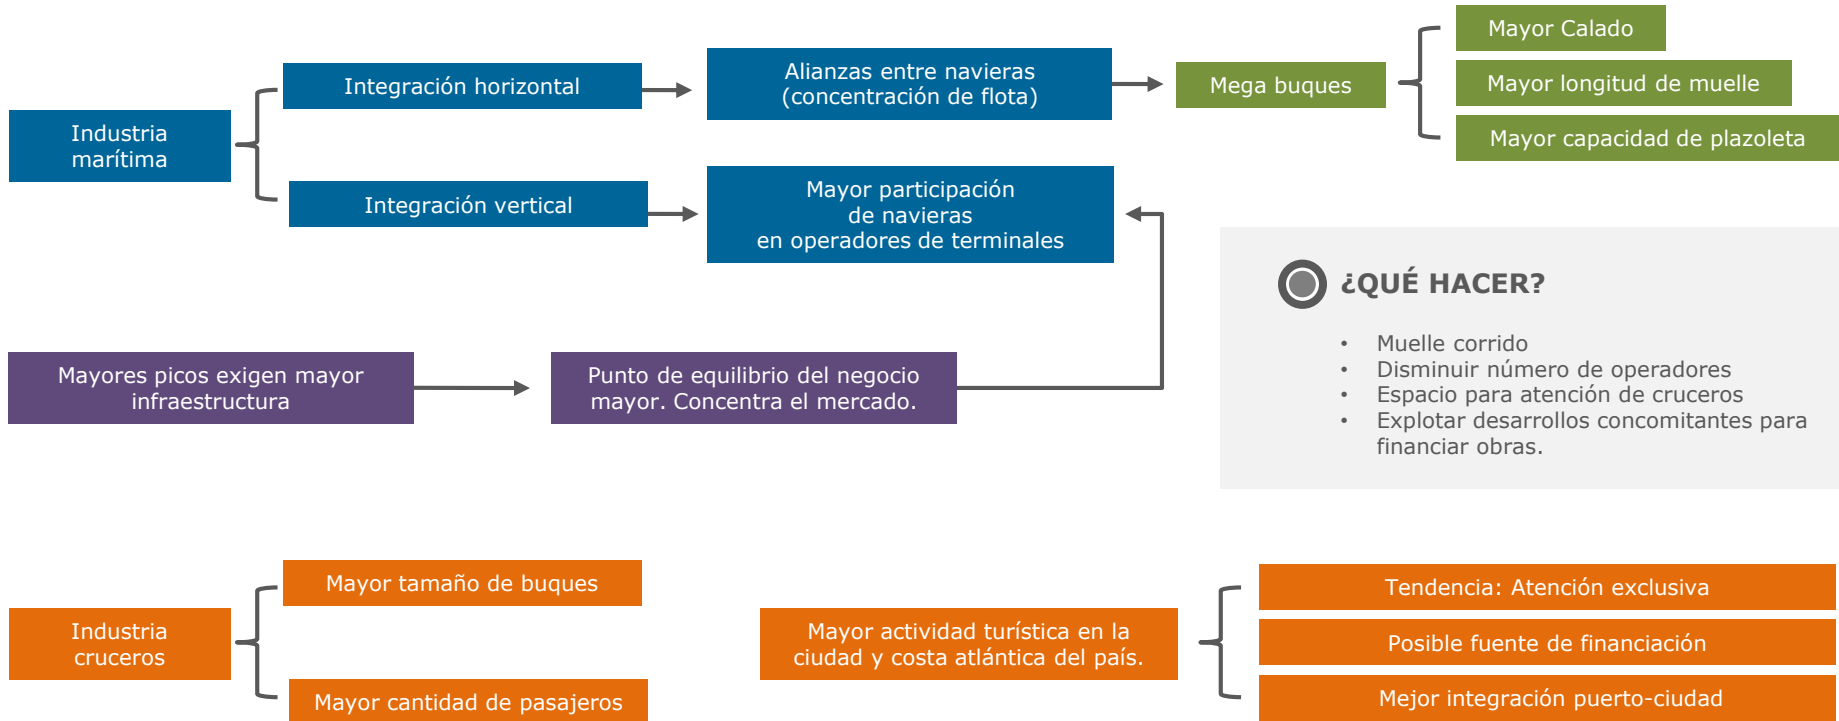 Industria
marítima
Integración horizontal
Integración vertical
Alianzas entre navieras
(concentración de flota)
Mayor participación
de navieras
en operadores de terminales
Mega buques
Mayor Calado
Mayor longitud de muelle
Mayor capacidad de plazoleta
Mayores picos exigen mayor
infraestructura
Punto de equilibrio del negocio
mayor. Concentra el mercado.
¿QUÉ HACER?
• Muelle corrido
• Disminuir número de operadores
• Espacio para atención de cruceros
• Explotar desarrollos concomitantes para
financiar obras.
Industria
cruceros
Mayor tamaño de buques
Mayor cantidad de pasajeros
Mayor actividad turística en la
ciudad y costa atlántica del país.
Tendencia: Atención exclusiva
Posible fuente de financiación
Mejor integración puerto-ciudad